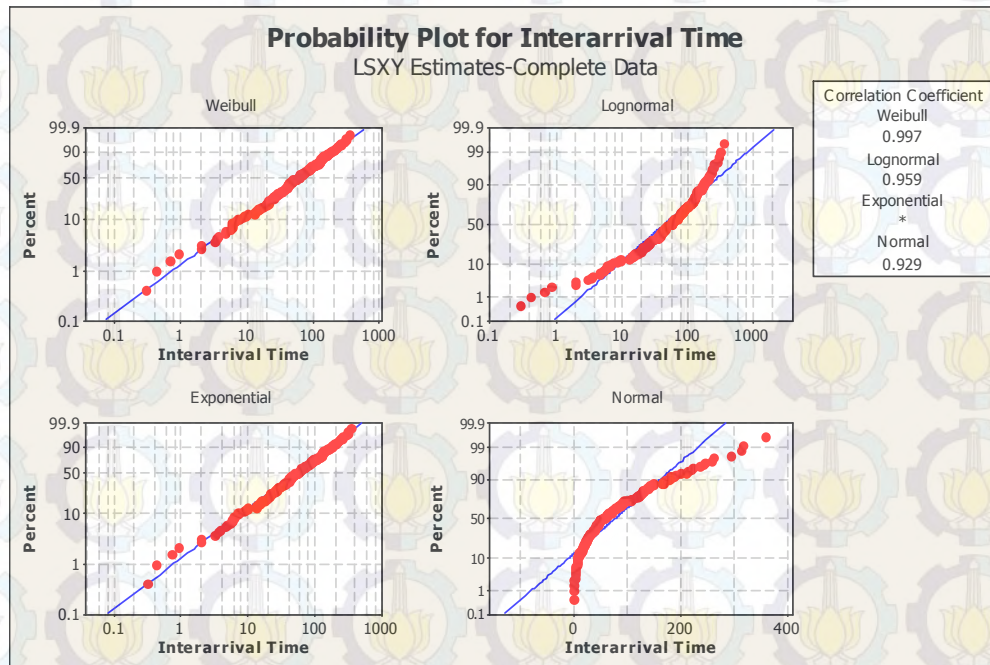 Probability Plot for Interarrival Time
LSXY Estimates-Complete Data
Weibull
99.9
90
50
10
1
0.1
Percent
0.1 1 10 100 1000
Interarrival Time
Lognormal
99.9
99
90
50
10
1
0.1
Percent
0.1 1 10 100 1000
Interarrival Time
Correlation Coefficient
Weibull
0.997
Lognormal
0.959
Exponential
*
Normal
0.929
Exponential
99.9
90
50
10
1
0.1
Percent
0.1 1 10 100 1000
Interarrival Time
Normal
99.9
99
90
50
10
1
0.1
Percent
0 200 400
Interarrival Time